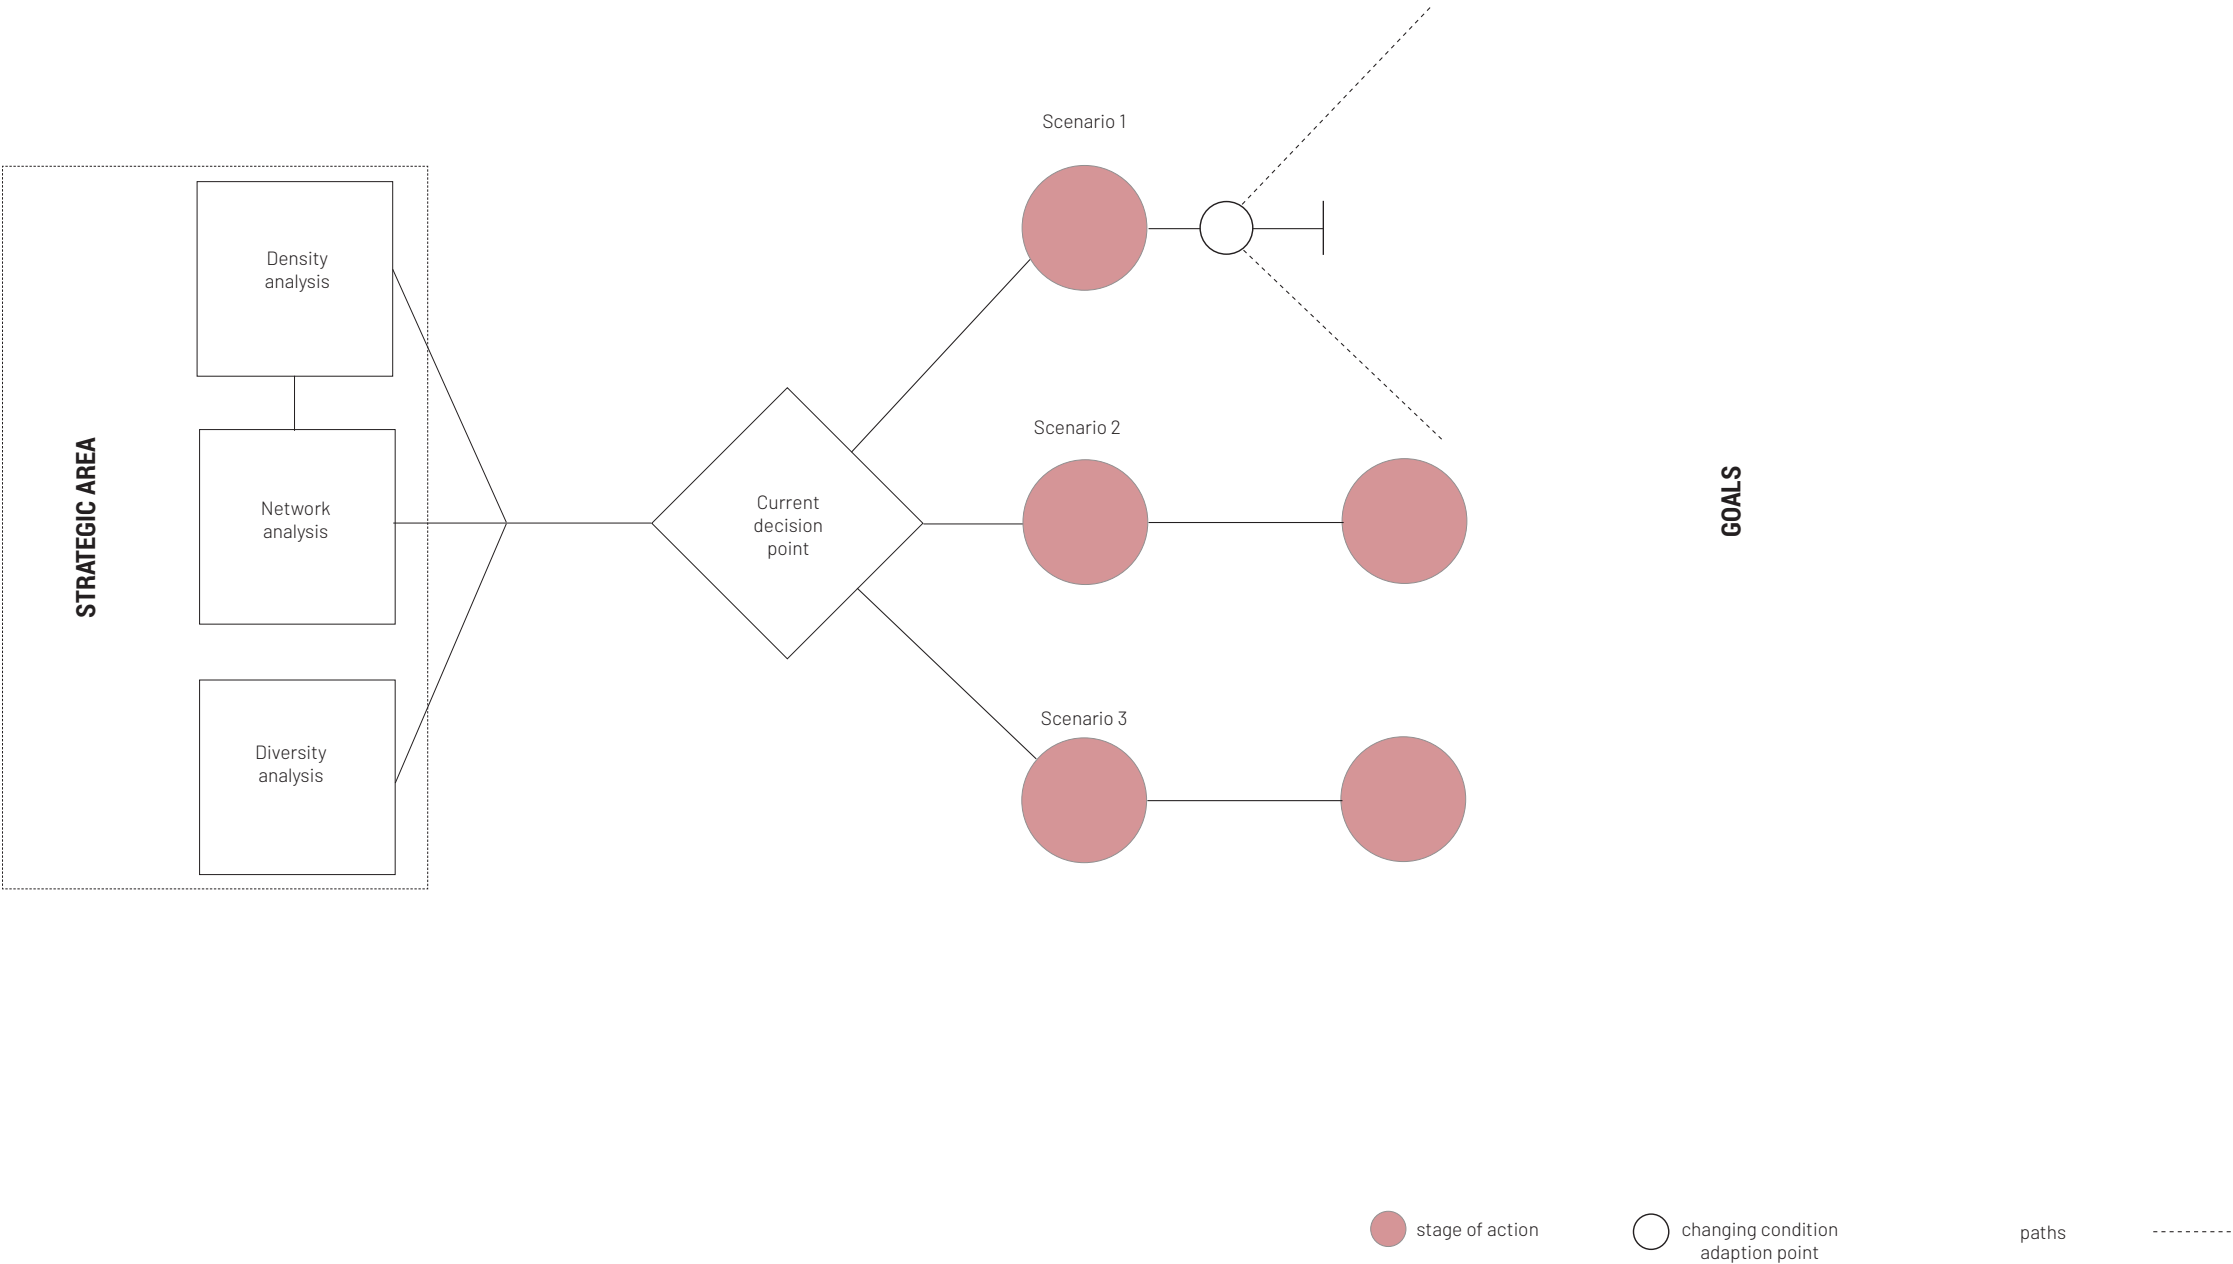 STRATEGIC AREA
Density
analysis
Network
analysis
Diversity
analysis
Current
decision
point
Scenario 1
Scenario 2
Scenario 3
GOALS
stage of action
changing condition
adaption point
paths